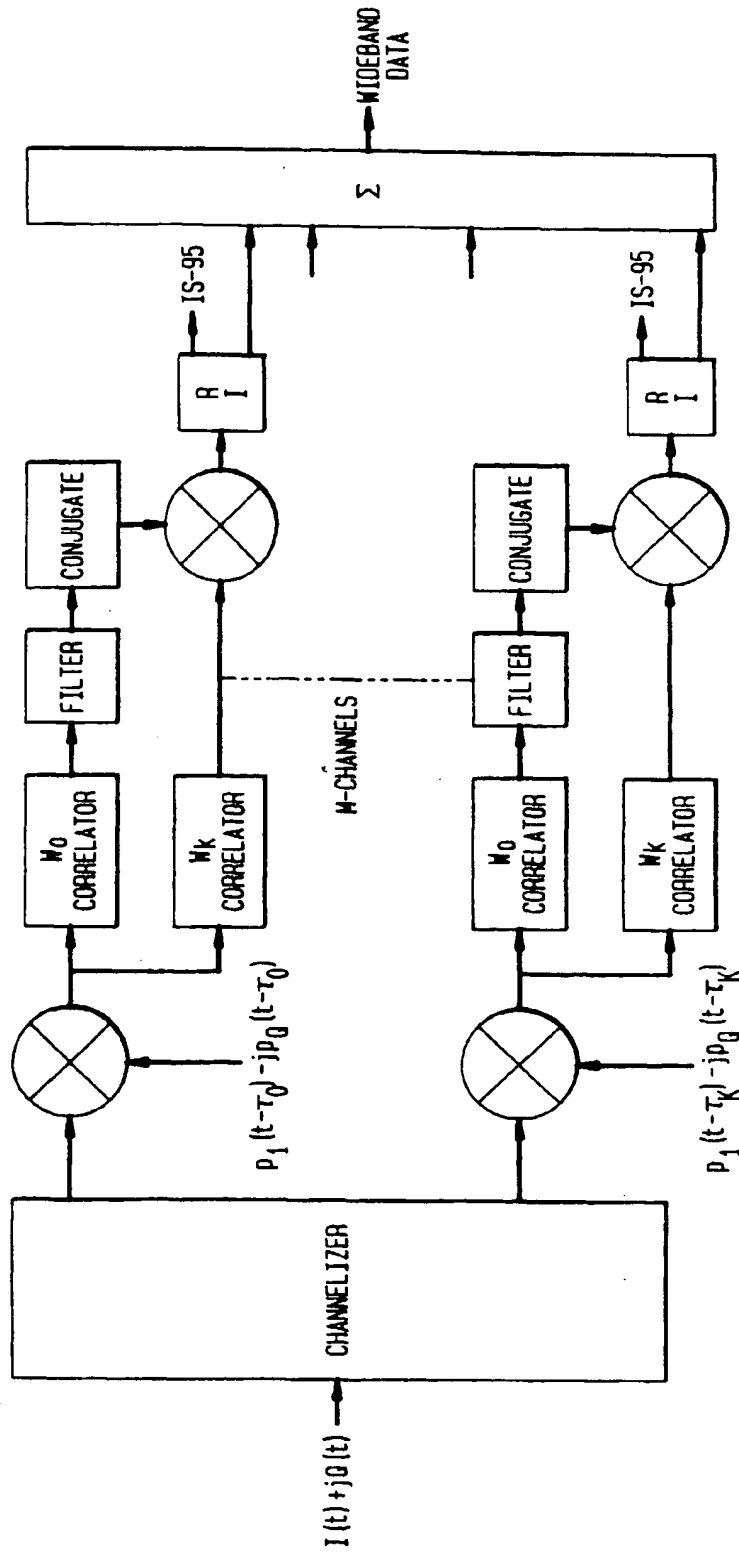 I(t)+jQ(t)
CHANNELIZER
p1(t-τ0)-jpQ(t-τ0)
W0
CORRELATOR
WK
CORRELATOR
FILTER
CONJUGATE
R
I
IS-95
M-CHANNELS
p1(t-τK)-jpQ(t-τK)
W0
CORRELATOR
WK
CORRELATOR
FILTER
CONJUGATE
R
I
IS-95
Σ
WIDEBAND
DATA